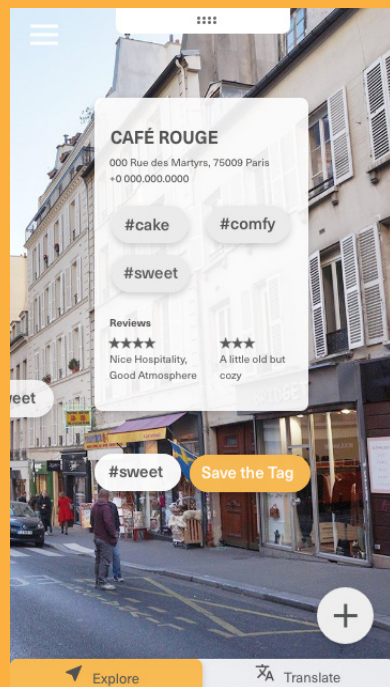 CAFÉ ROUGE
000 Rue des Martyrs, 75009 Paris
+0 000.000.0000
#cake
#comfy
#sweet
Reviews
★★★★
★★★
Nice Hospitality,
Good Atmosphere
A little old but
cozy
#sweet
Save the Tag
+
Explore
Translate